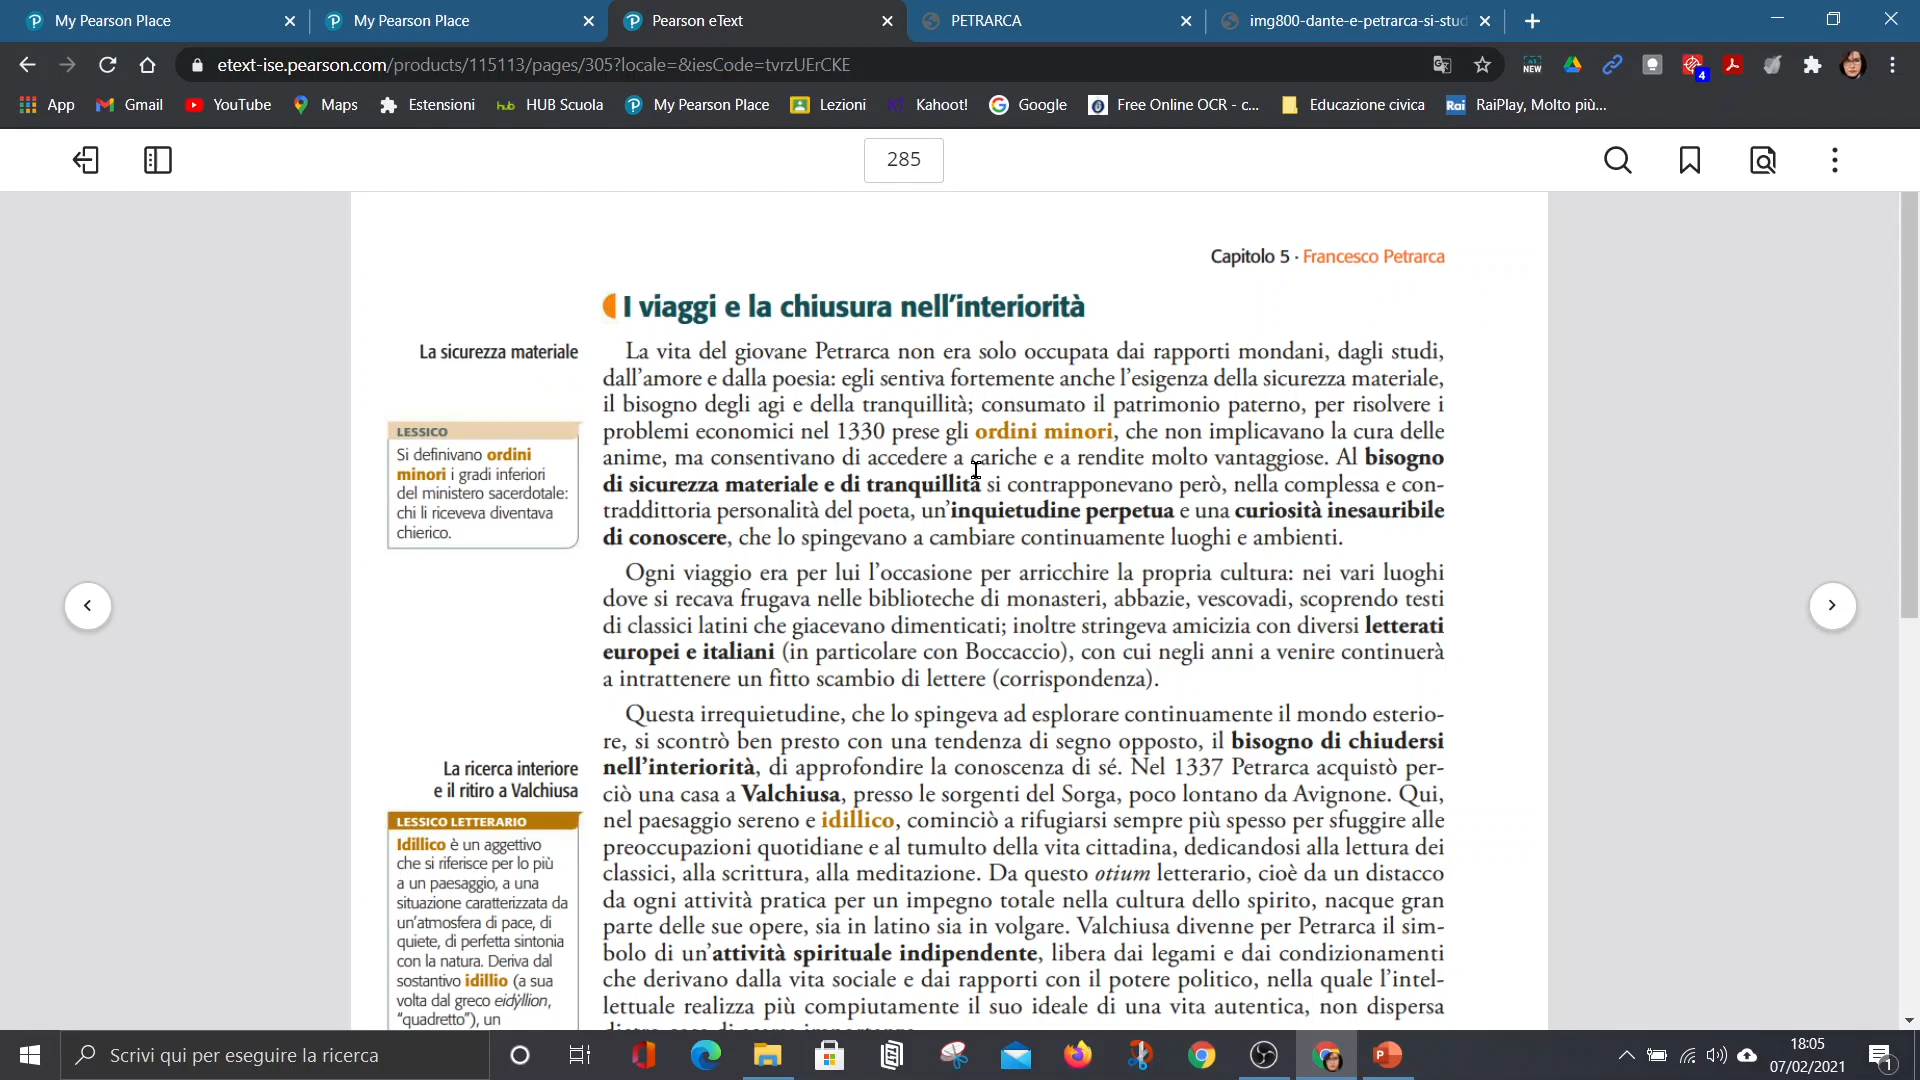 My Pearson Place
My Pearson Place
Pearson eText
PETRARCA
img800-dante-e-petrarca-si-stud
etext-ise.pearson.com/products/115113/pages/305?locale=&iesCode=tvrzUErCKE
NEW
4
App
Gmail
YouTube
Maps
Estensioni
hub HUB Scuola
My Pearson Place
Lezioni
K! Kahoot!
Google
Free Online OCR - c...
Educazione civica
Rai RaiPlay, Molto più...
285
Capitolo 5 · Francesco Petrarca
I viaggi e la chiusura nell'interiorità
La sicurezza materiale
La vita del giovane Petrarca non era solo occupata dai rapporti mondani, dagli studi,
dall'amore e dalla poesia: egli sentiva fortemente anche l'esigenza della sicurezza materiale,
il bisogno degli agi e della tranquillità; consumato il patrimonio paterno, per risolvere i
problemi economici nel 1330 prese gli ordini minori, che non implicavano la cura delle
anime, ma consentivano di accedere a cariche e a rendite molto vantaggiose. Al bisogno
di sicurezza materiale e di tranquillità si contrapponevano però, nella complessa e con-
traddittoria personalità del poeta, un'inquietudine perpetua e una curiosità inesauribile
di conoscere, che lo spingevano a cambiare continuamente luoghi e ambienti.
LESSICO
Si definivano ordini
minori i gradi inferiori
del ministero sacerdotale:
chi li riceveva diventava
chierico.
Ogni viaggio era per lui l'occasione per arricchire la propria cultura: nei vari luoghi
dove si recava frugava nelle biblioteche di monasteri, abbazie, vescovadi, scoprendo testi
di classici latini che giacevano dimenticati; inoltre stringeva amicizia con diversi letterati
europei e italiani (in particolare con Boccaccio), con cui negli anni a venire continuerà
a intrattenere un fitto scambio di lettere (corrispondenza).
La ricerca interiore
e il ritiro a Valchiusa
Questa irrequietudine, che lo spingeva ad esplorare continuamente il mondo esterio-
re, si scontrò ben presto con una tendenza di segno opposto, il bisogno di chiudersi
nell'interiorità, di approfondire la conoscenza di sé. Nel 1337 Petrarca acquistò per-
ciò una casa a Valchiusa, presso le sorgenti del Sorga, poco lontano da Avignone. Qui,
nel paesaggio sereno e idillico, cominciò a rifugiarsi sempre più spesso per sfuggire alle
preoccupazioni quotidiane e al tumulto della vita cittadina, dedicandosi alla lettura dei
classici, alla scrittura, alla meditazione. Da questo otium letterario, cioè da un distacco
da ogni attività pratica per un impegno totale nella cultura dello spirito, nacque gran
parte delle sue opere, sia in latino sia in volgare. Valchiusa divenne per Petrarca il sim-
bolo di un'attività spirituale indipendente, libera dai legami e dai condizionamenti
che derivano dalla vita sociale e dai rapporti con il potere politico, nella quale l'intel-
lettuale realizza più compiutamente il suo ideale di una vita autentica, non dispersa
LESSICO LETTERARIO
Idillico è un aggettivo
che si riferisce per lo più
a un paesaggio, a una
situazione caratterizzata da
un'atmosfera di pace, di
quiete, di perfetta sintonia
con la natura. Deriva dal
sostantivo idillio (a sua
volta dal greco eidỳllion,
"quadretto"), un
Scrivi qui per eseguire la ricerca
18:05
07/02/2021
1